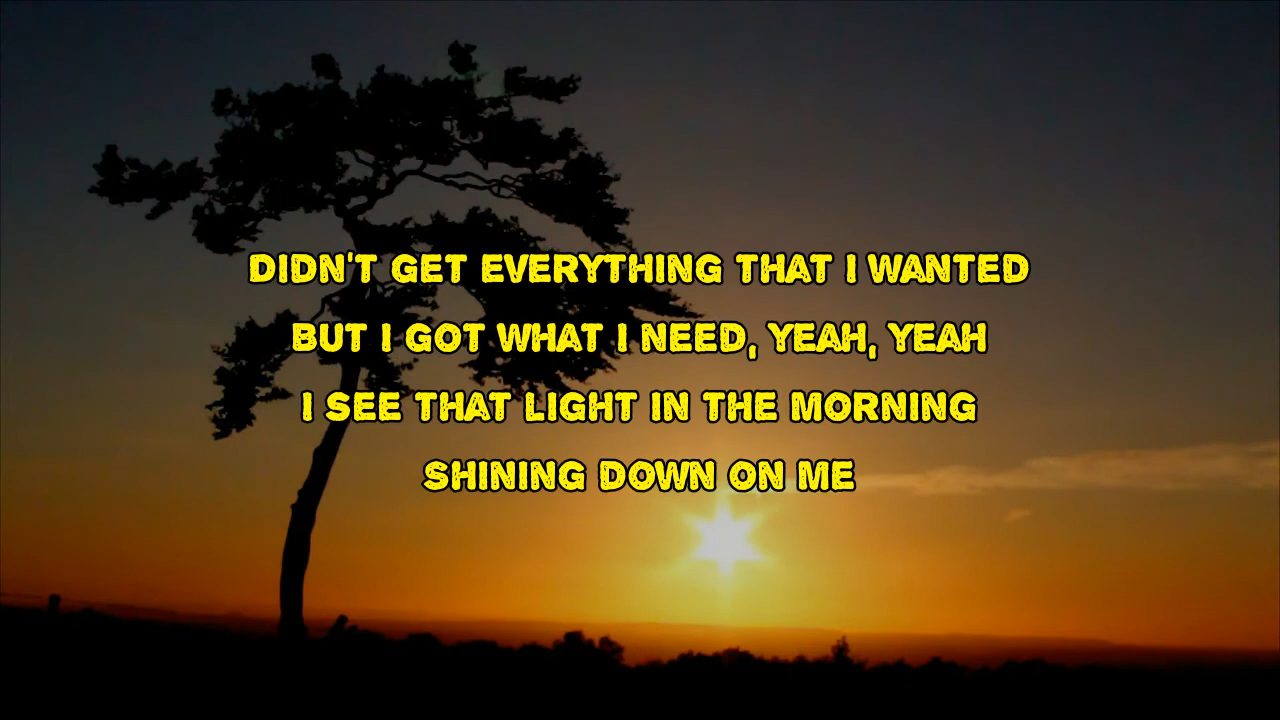 DIDN'T GET EVERYTHING THAT I WANTED
BUT I GOT WHAT I NEED, YEAH, YEAH
I SEE THAT LIGHT IN THE MORNING
SHINING DOWN ON ME